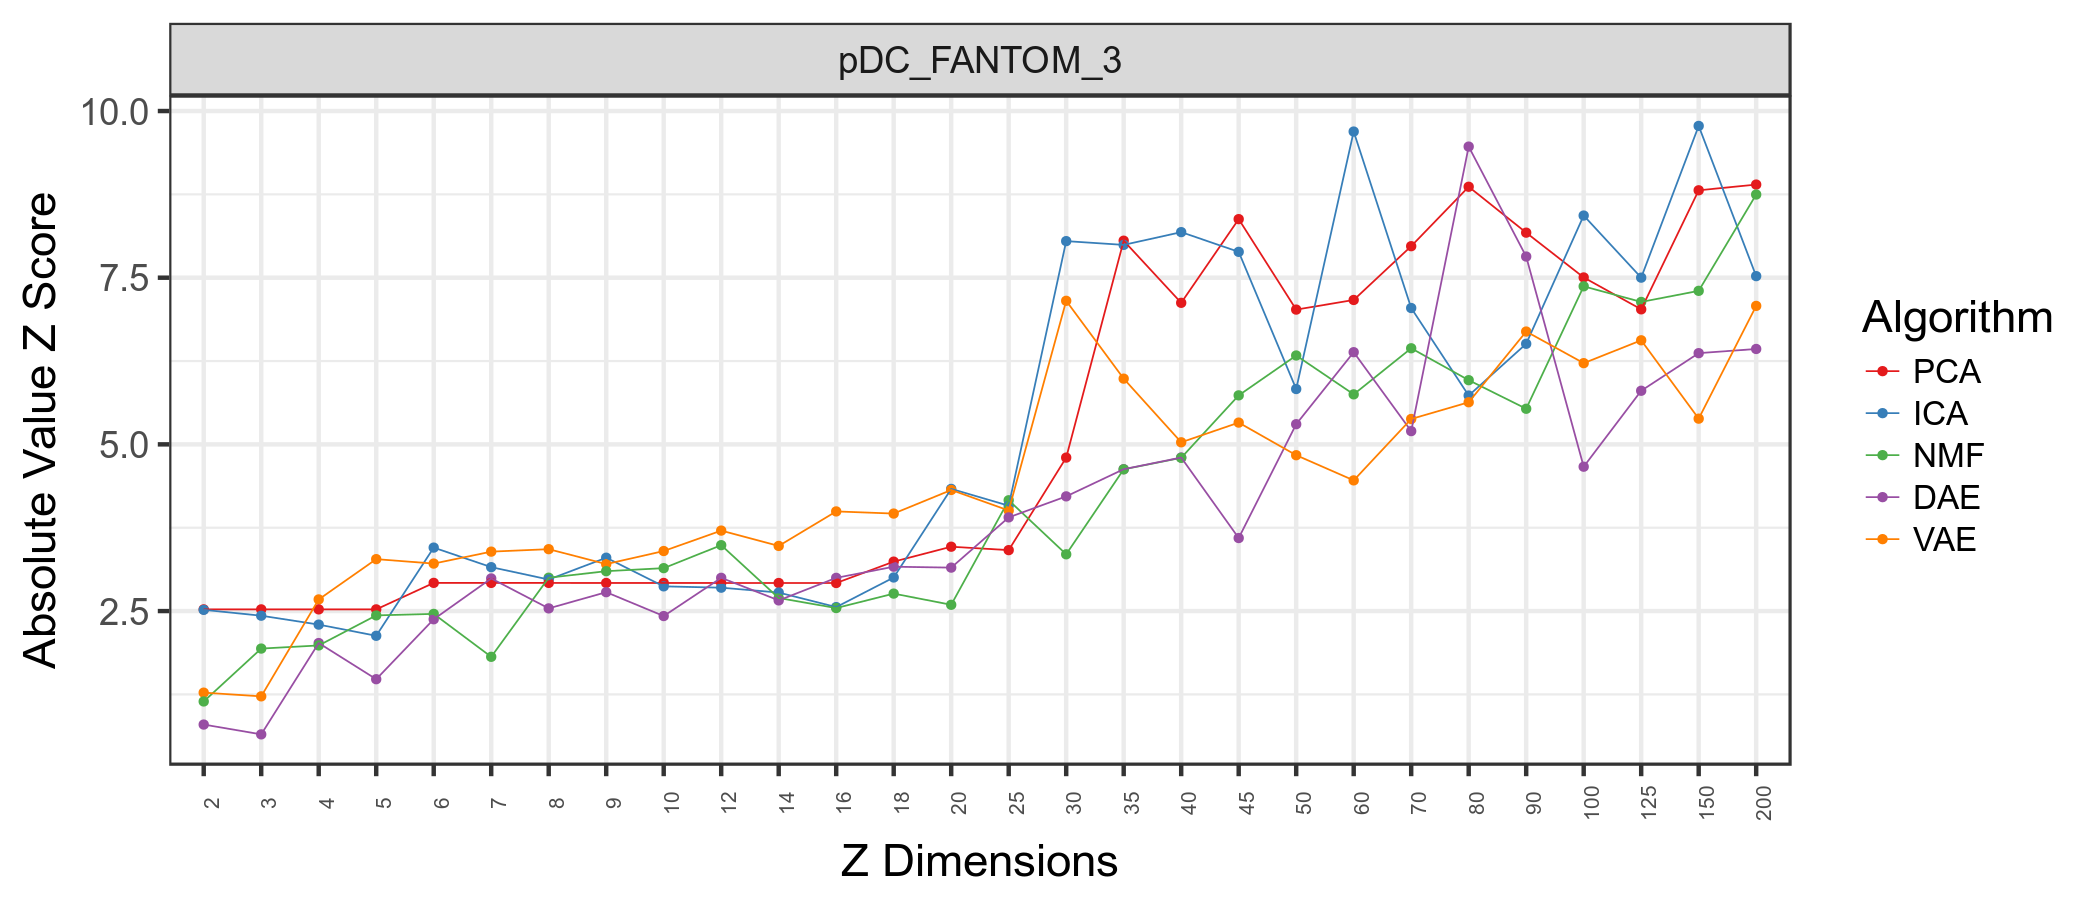 pDC_FANTOM_3
10.0
7.5
5.0
2.5
Absolute Value Z Score
2 3 4 5 6 7 8 9 10 12 14 16 18 20 25 30 35 40 45 50 60 70 80 90 100 125 150 200
Z Dimensions
Algorithm
PCA
ICA
NMF
DAE
VAE